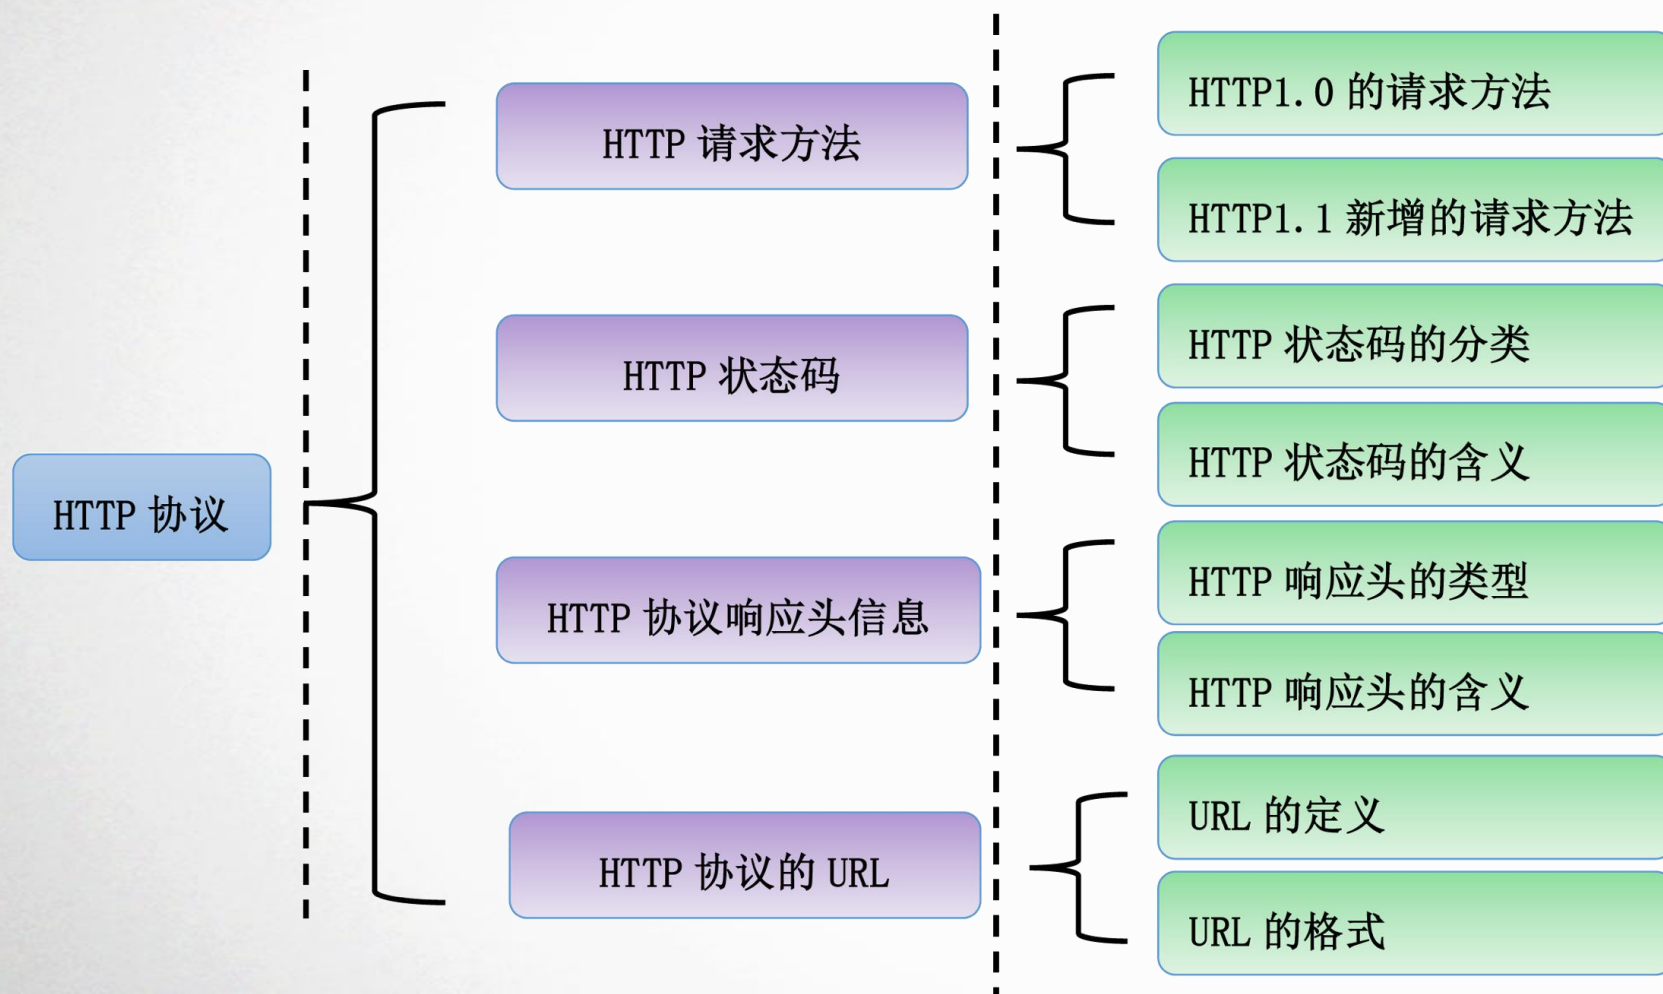 HTTP 协议
HTTP 请求方法
HTTP1.0 的请求方法
HTTP1.1 新增的请求方法
HTTP 状态码
HTTP 状态码的分类
HTTP 状态码的含义
HTTP 协议响应头信息
HTTP 响应头的类型
HTTP 响应头的含义
HTTP 协议的 URL
URL 的定义
URL 的格式